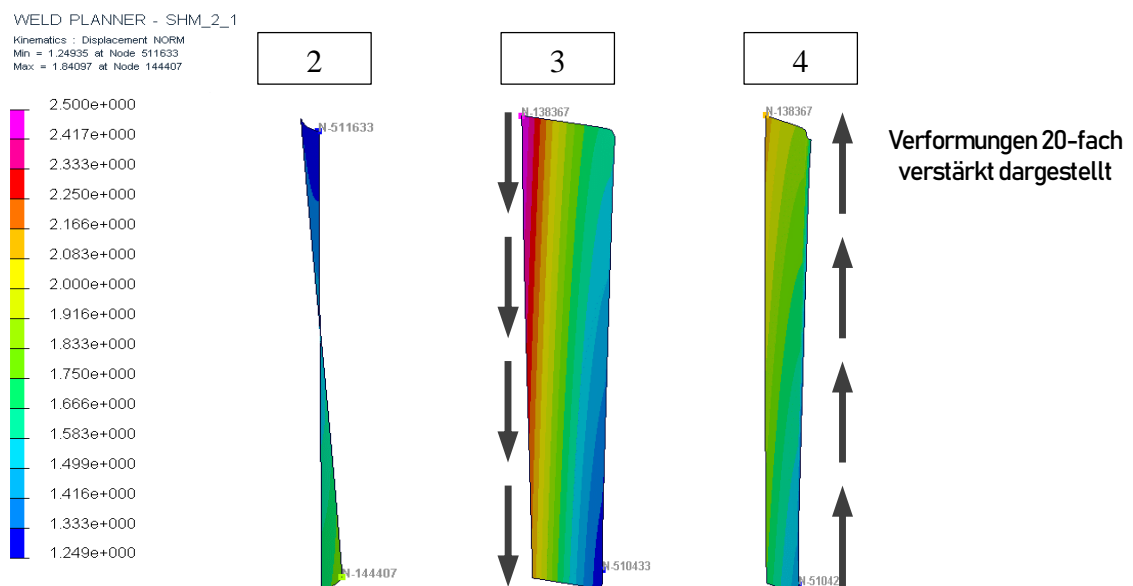 WELD PLANNER - SHM_2_1
Kinematics : Displacement NORM
Min = 1.24935 at Node 511633
Max = 1.84097 at Node 144407
2
3
4
2.500e+000
2.417e+000
2.333e+000
2.250e+000
2.166e+000
2.083e+000
2.000e+000
1.916e+000
1.833e+000
1.750e+000
1.666e+000
1.583e+000
1.499e+000
1.416e+000
1.333e+000
1.249e+000
N-511633
N-138367
N-138367
Verformungen 20-fach
verstärkt dargestellt
N-144407
N-510433
N-51042